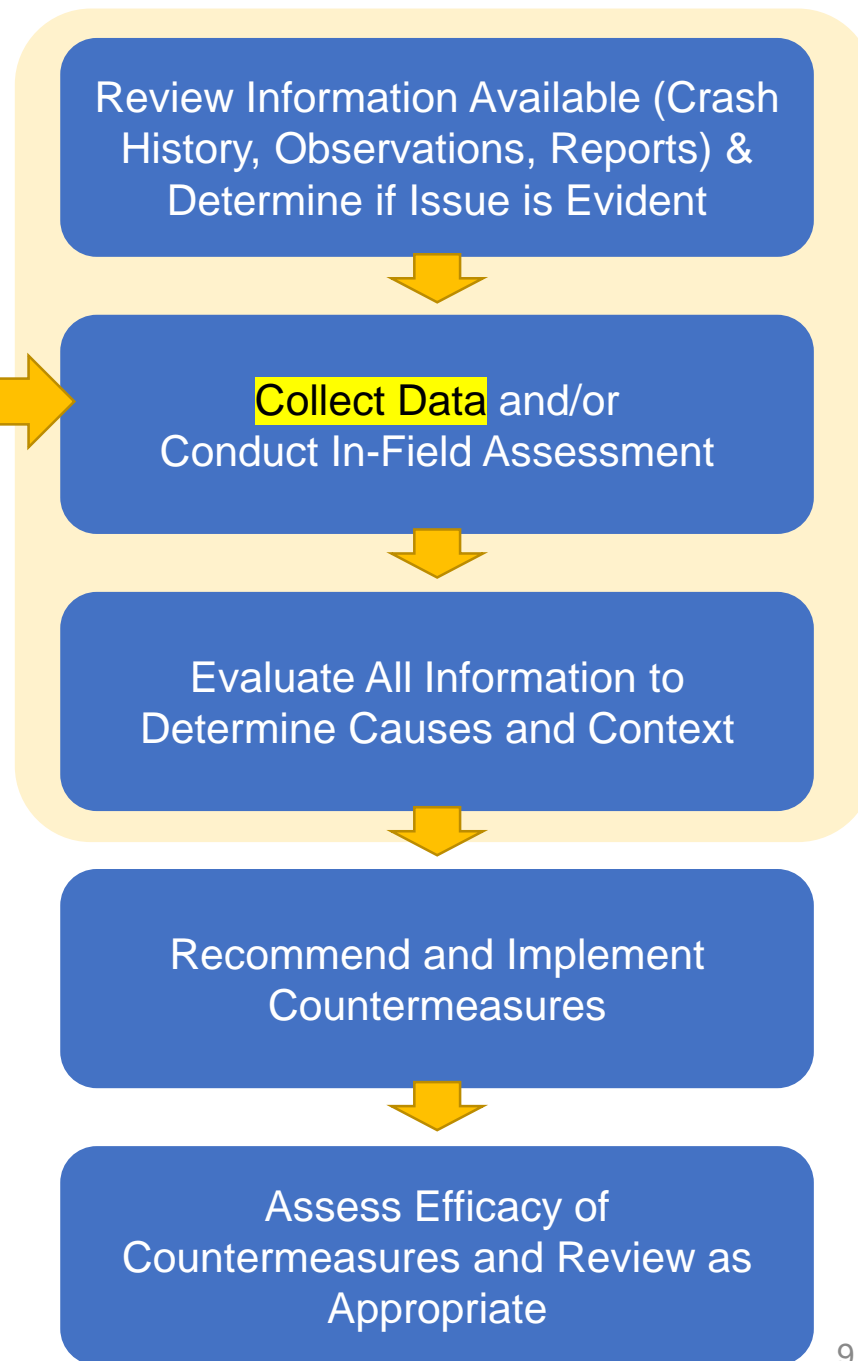 Review Information Available (Crash
History, Observations, Reports) &
Determine if Issue is Evident
Collect Data and/or
Conduct In-Field Assessment
Evaluate All Information to
Determine Causes and Context
Recommend and Implement
Countermeasures
Assess Efficacy of
Countermeasures and Review as
Appropriate
9